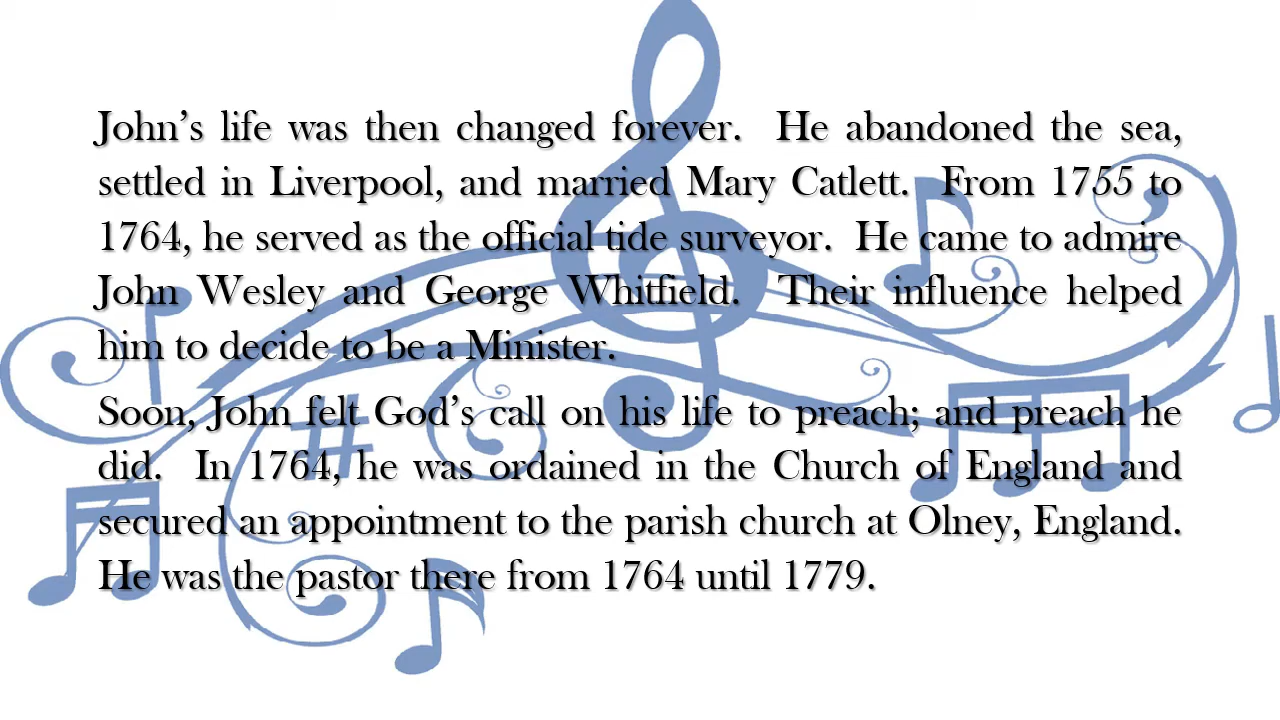 John’s life was then changed forever.  He abandoned the sea,
settled in Liverpool, and married Mary Catlett.  From 1755 to
1764, he served as the official tide surveyor.  He came to admire
John Wesley and George Whitfield.  Their influence helped
him to decide to be a Minister.
Soon, John felt God’s call on his life to preach; and preach he
did.  In 1764, he was ordained in the Church of England and
secured an appointment to the parish church at Olney, England.
He was the pastor there from 1764 until 1779.